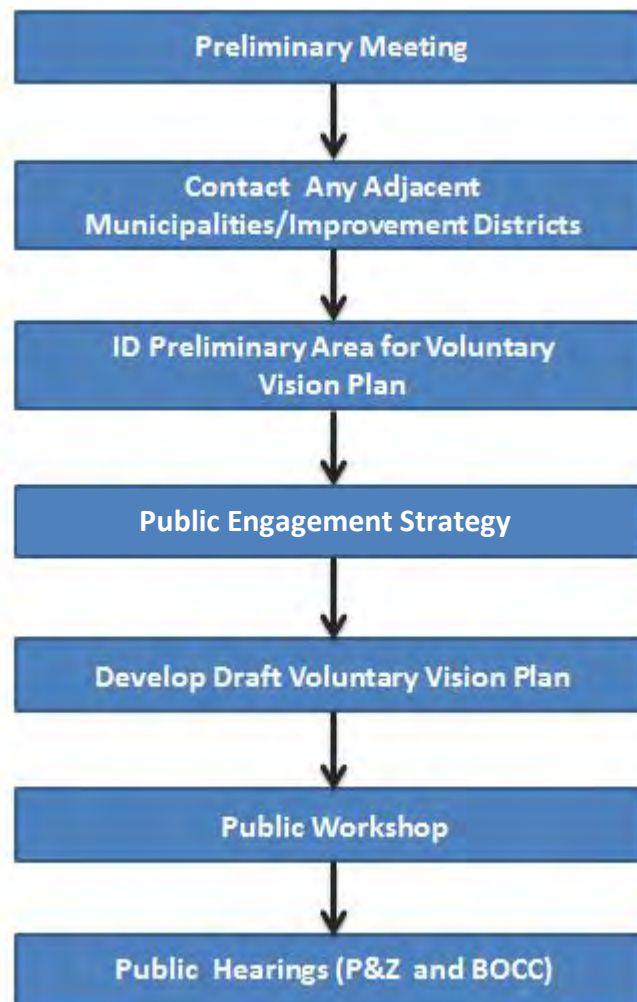 Preliminary Meeting
Contact Any Adjacent
Municipalities/Improvement Districts
ID Preliminary Area for Voluntary
Vision Plan
Public Engagement Strategy
Develop Draft Voluntary Vision Plan
Public Workshop
Public Hearings (P&Z and BOCC)